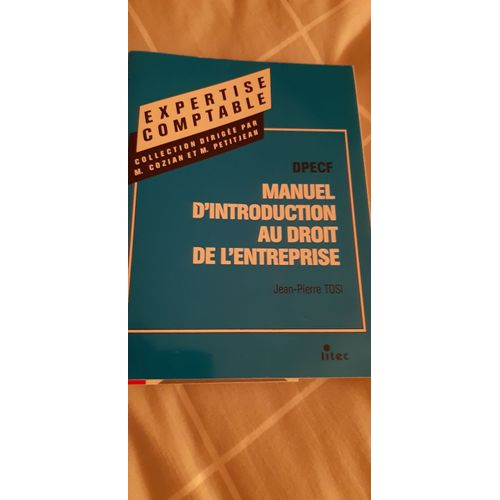 EXPERTISE
COMPTABLE
COLLECTION DIRIGÉE PAR
M. COZIAN ET M. PETITJEAN
DPECF
MANUEL
D'INTRODUCTION
AU DROIT
DE L'ENTREPRISE
Jean-Pierre TOSI
litec